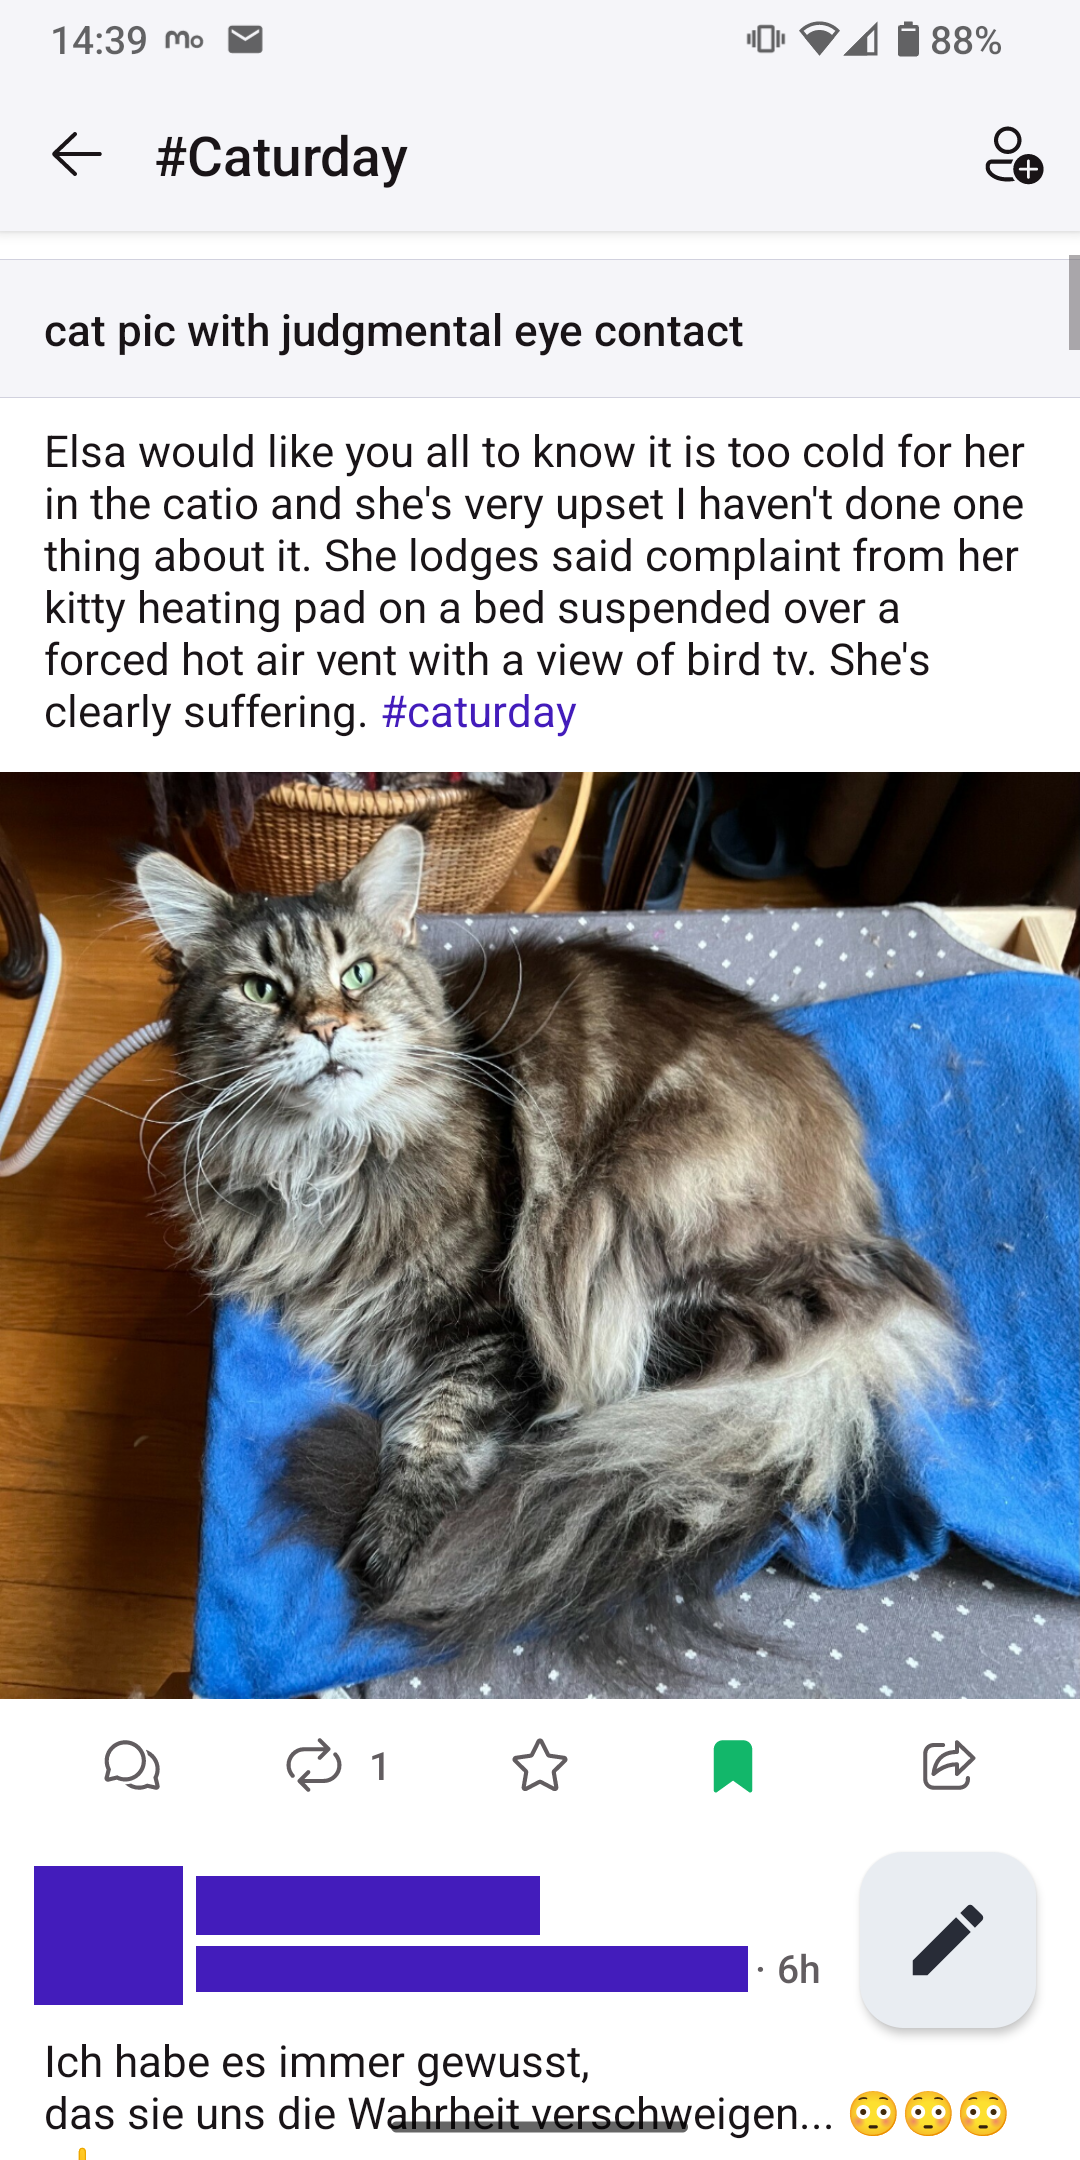 14:39 mo 88%
#Caturday
cat pic with judgmental eye contact
Elsa would like you all to know it is too cold for her
in the catio and she's very upset I haven't done one
thing about it. She lodges said complaint from her
kitty heating pad on a bed suspended over a
forced hot air vent with a view of bird tv. She's
clearly suffering. #caturday
1
· 6h
Ich habe es immer gewusst,
das sie uns die Wahrheit verschweigen... 😳😳😳